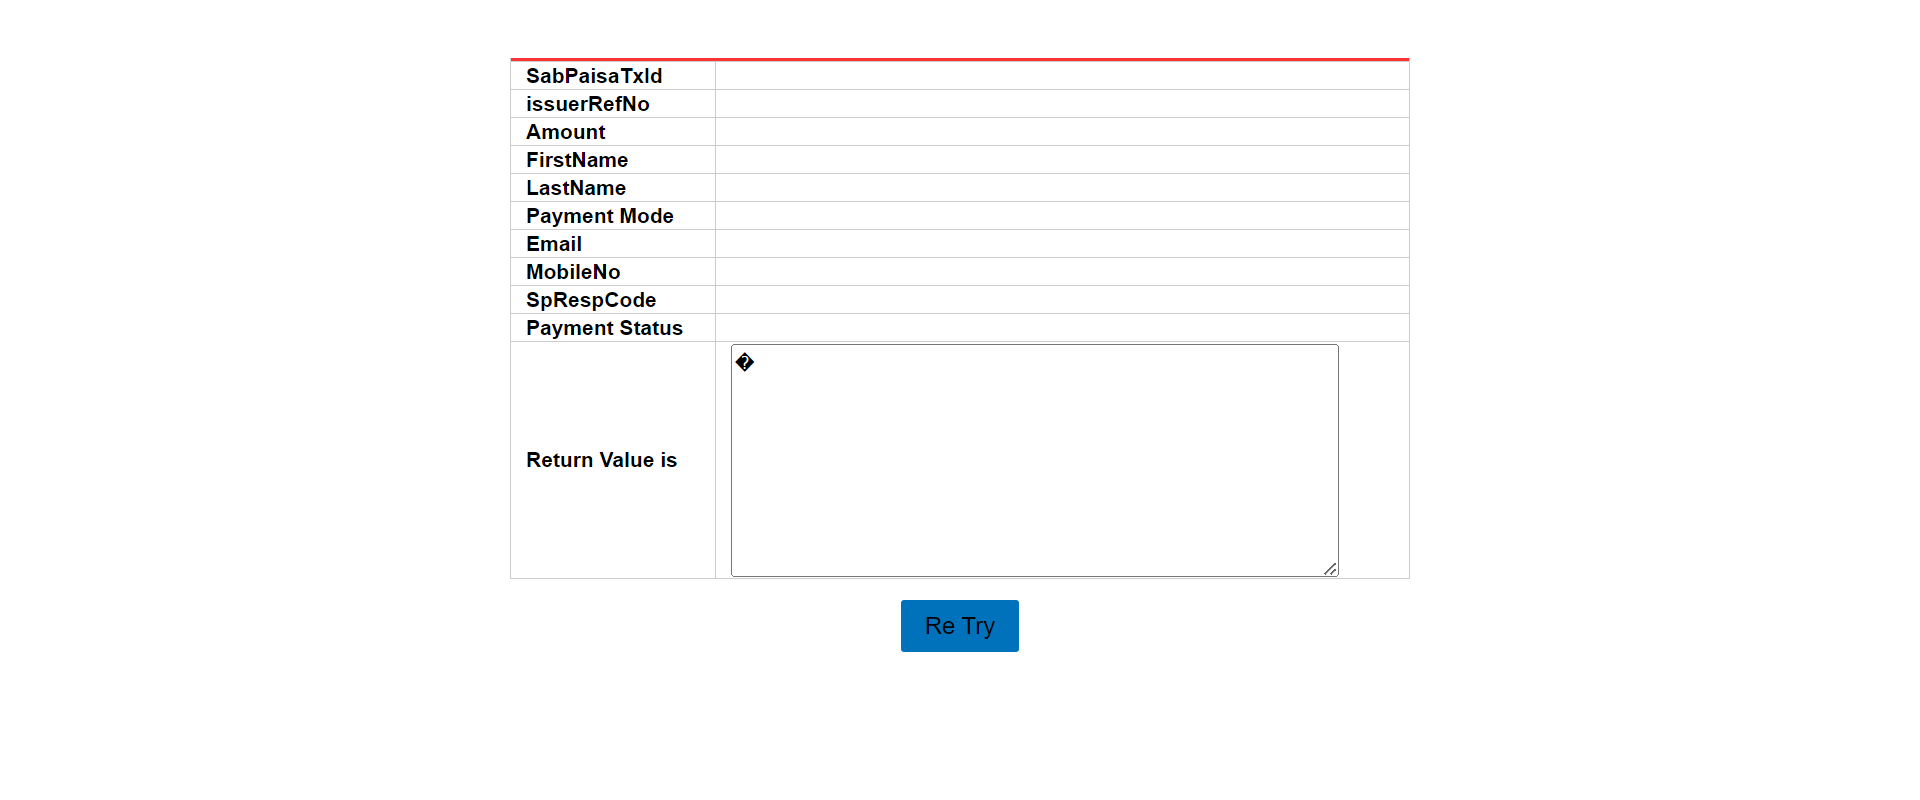 SabPaisaTxId
issuerRefNo
Amount
FirstName
LastName
Payment Mode
Email
MobileNo
SpRespCode
Payment Status
�
Return Value is
Re Try